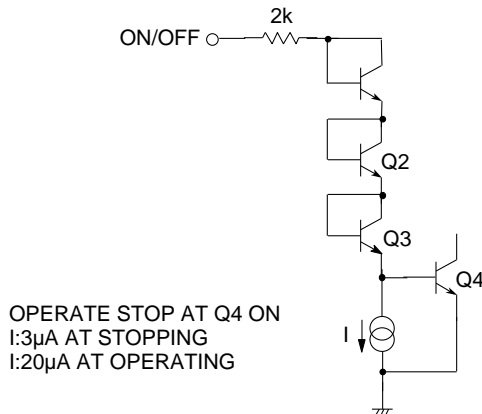 2k
ON/OFF
Q2
Q3
Q4
OPERATE STOP AT Q4 ON
I:3µA AT STOPPING
I:20µA AT OPERATING
I